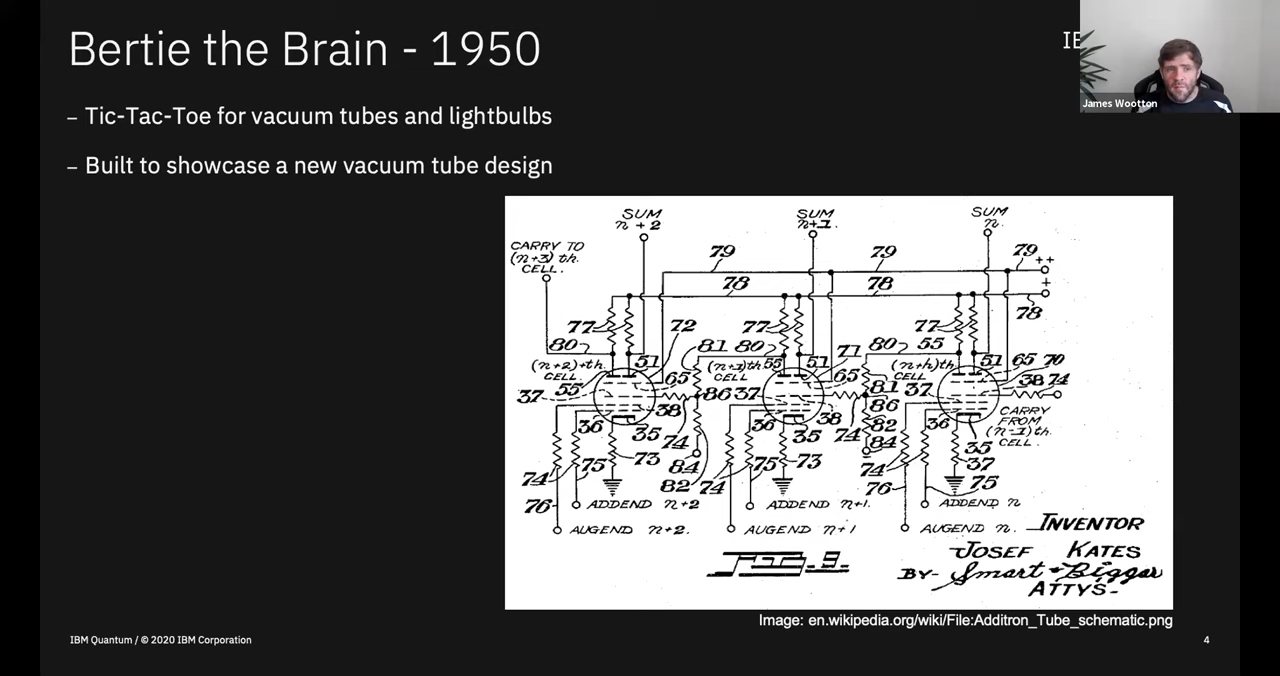 Bertie the Brain - 1950
IE
James Wootton
– Tic-Tac-Toe for vacuum tubes and lightbulbs
– Built to showcase a new vacuum tube design
SUM
n + 2
SUM
n+1.
SUM
n.
CARRY TO
(n+3) th.
CELL.
79
79
79
++
+
78
78
78
77
77
77
72
80
51
81
80
51
71
80
55
51
65
70
(n+2)+th.
CELL.
55
65
(n+1)th
CELL
55
65
81
(n+h)th
CELL
38
74
37
86
37
86
37
38
38
82
CARRY
FROM
(n-1)th.
CELL.
36
35
74
36
35
74
84
36
35
74
75
73
84
82
74
75
73
74
37
76
75
76
75
ADDEND n+2
ADDEND n+1.
ADDEND n
AUGEND n+2.
AUGEND n+1
AUGEND n.
INVENTOR
JOSEF KATES
BY- Smart & Biggar
ATTYS-
FIG. 9.
Image: en.wikipedia.org/wiki/File:Additron_Tube_schematic.png
IBM Quantum / © 2020 IBM Corporation
4